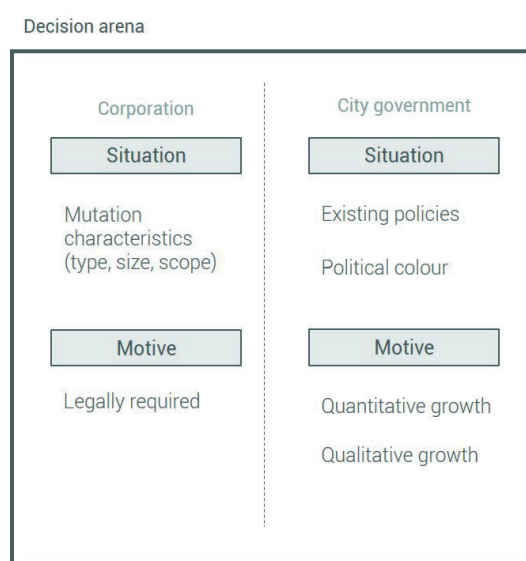 Decision arena
Corporation
Situation
Mutation
characteristics
(type, size, scope)
Motive
Legally required
City government
Situation
Existing policies
Political colour
Motive
Quantitative growth
Qualitative growth